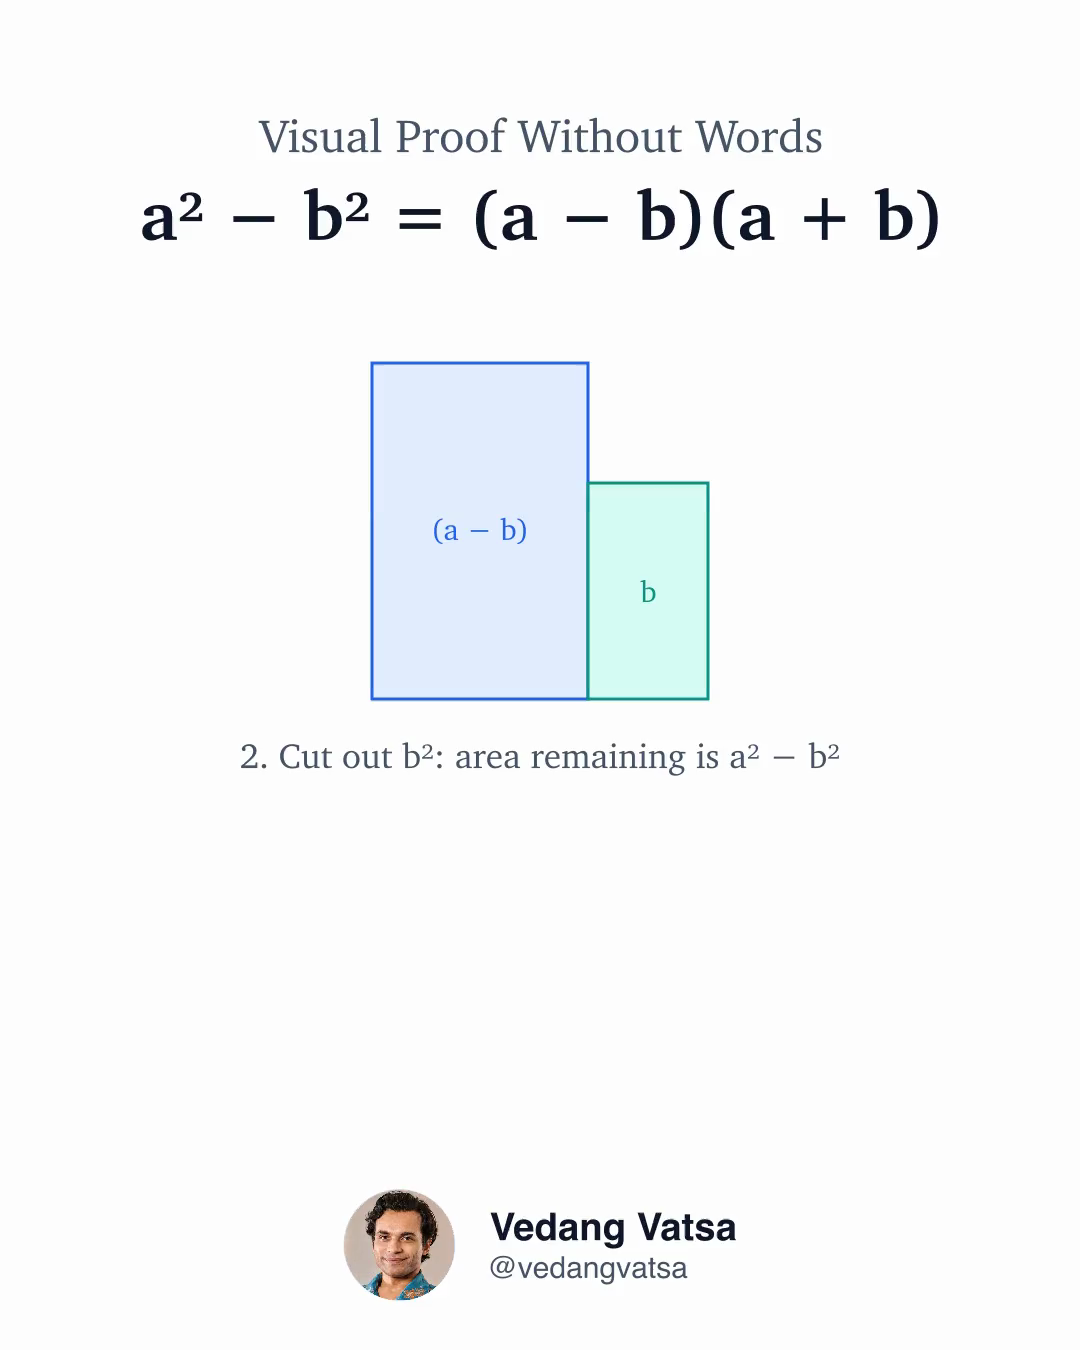 Visual Proof Without Words
a² − b² = (a − b)(a + b)
(a − b)
b
2. Cut out b²: area remaining is a² − b²
Vedang Vatsa
@vedangvatsa